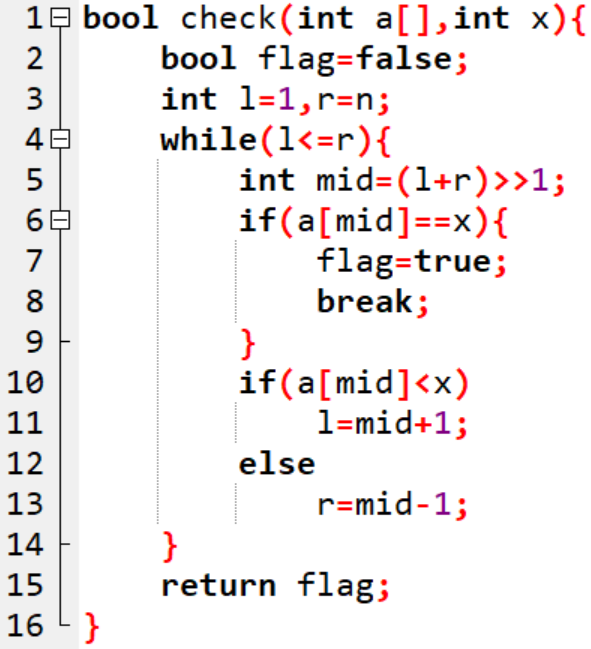 1 bool check(int a[],int x){
2     bool flag=false;
3     int l=1,r=n;
4     while(l<=r){
5         int mid=(l+r)>>1;
6         if(a[mid]==x){
7             flag=true;
8             break;
9         }
10         if(a[mid]<x)
11             l=mid+1;
12         else
13             r=mid-1;
14     }
15     return flag;
16 }